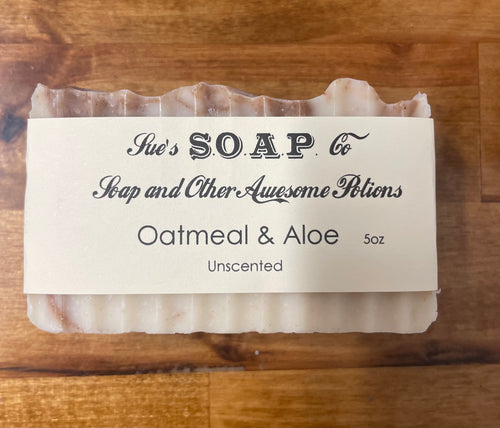 Sue's S.O.A.P. Co
Soap and Other Awesome Potions
Oatmeal & Aloe 5oz
Unscented